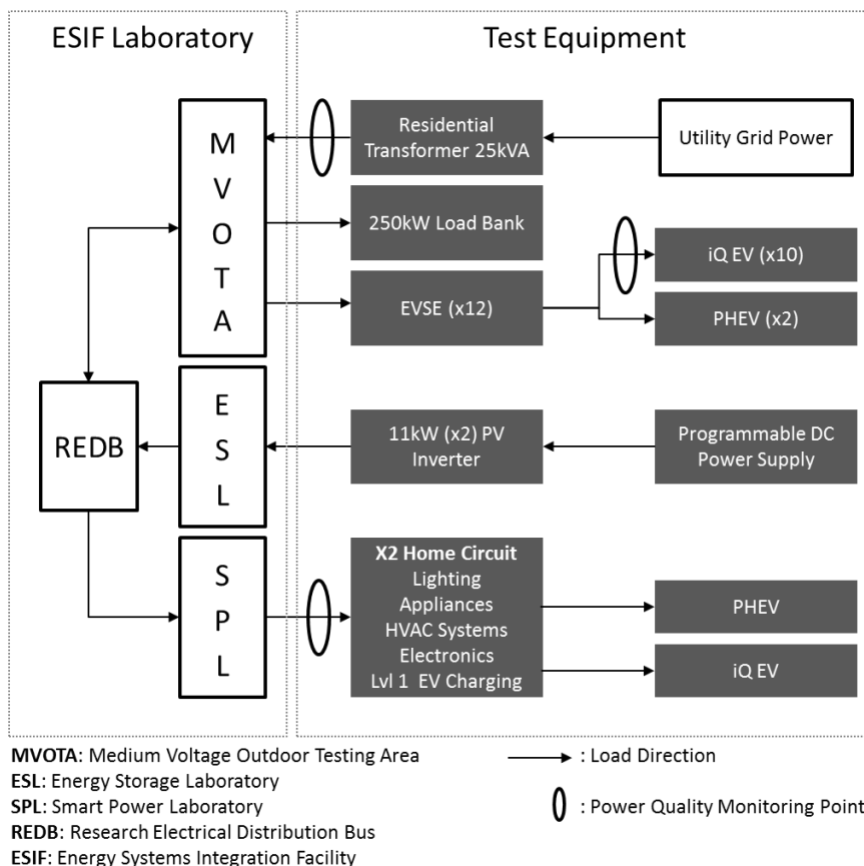 ESIF Laboratory
Test Equipment
M
V
O
T
A
Residential
Transformer 25kVA
Utility Grid Power
250kW Load Bank
EVSE (x12)
iQ EV (x10)
PHEV (x2)
REDB
E
S
L
11kW (x2) PV
Inverter
Programmable DC
Power Supply
S
P
L
X2 Home Circuit
Lighting
Appliances
HVAC Systems
Electronics
Lvl 1 EV Charging
PHEV
iQ EV
MVOTA: Medium Voltage Outdoor Testing Area
ESL: Energy Storage Laboratory
SPL: Smart Power Laboratory
REDB: Research Electrical Distribution Bus
ESIF: Energy Systems Integration Facility
: Load Direction
: Power Quality Monitoring Point